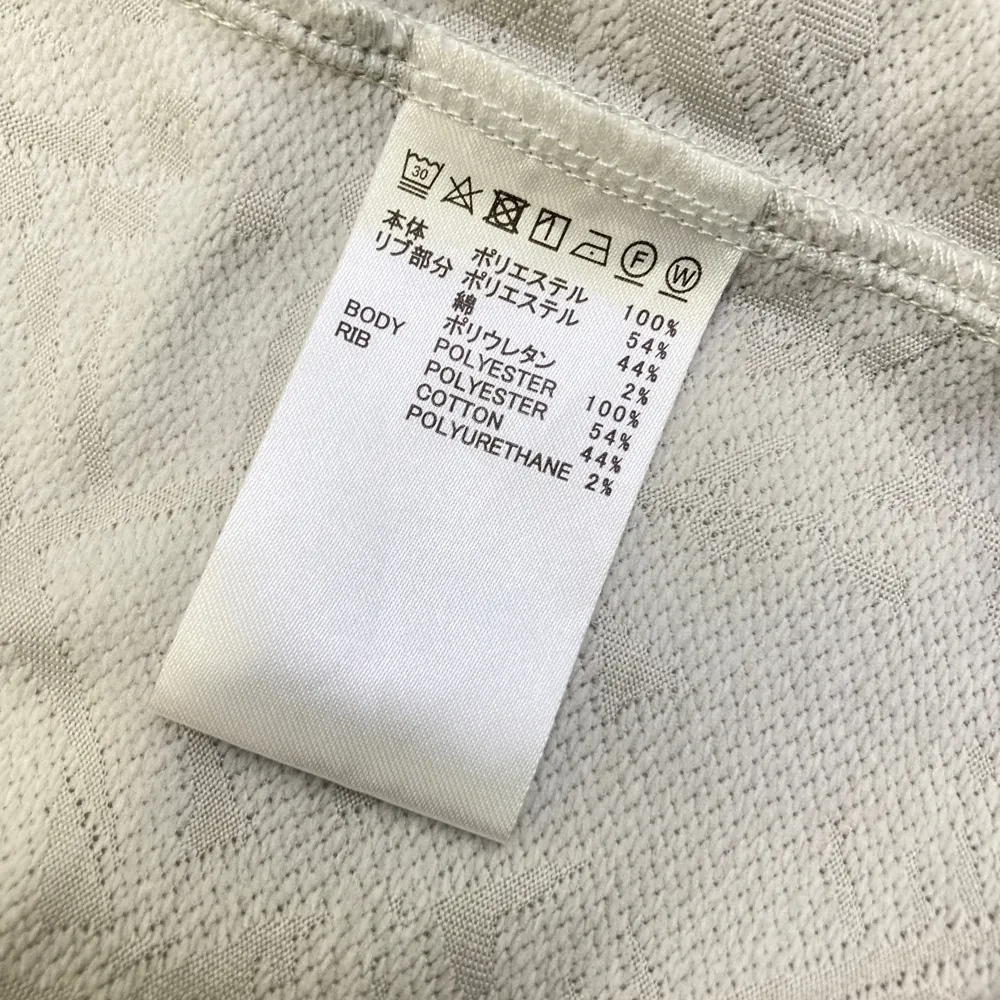 30
F W
本体 ポリエステル 100%
リブ部分 ポリエステル 54%
綿 44%
ポリウレタン 2%
BODY POLYESTER 100%
RIB POLYESTER 54%
COTTON 44%
POLYURETHANE 2%